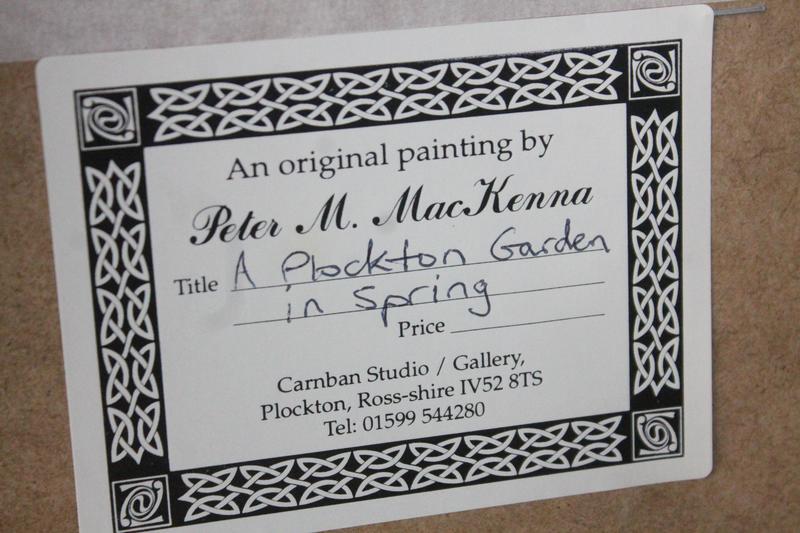 An original painting by
Peter M. MacKenna
Title A Plockton Garden
in Spring
Price
Carnban Studio / Gallery,
Plockton, Ross-shire IV52 8TS
Tel: 01599 544280